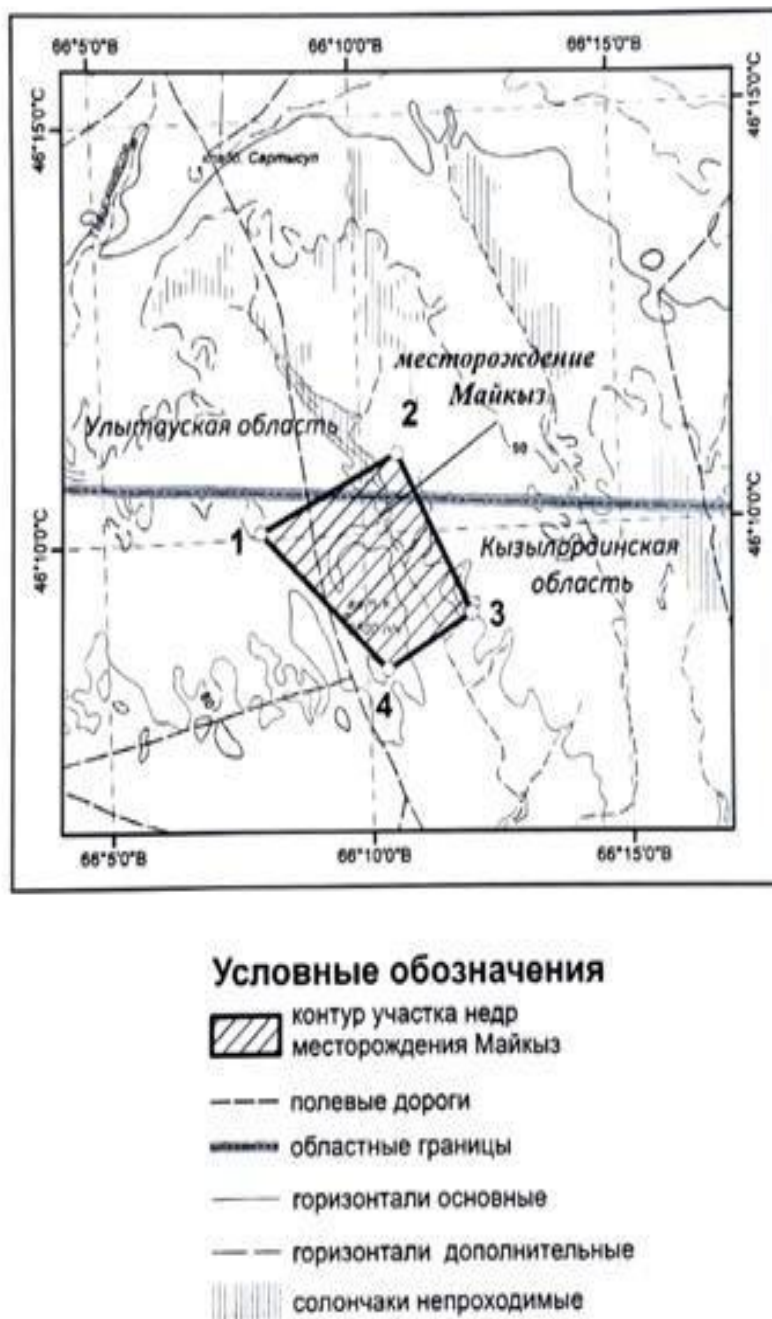 66°5'0"В 66°10'0"В 66°15'0"В
46°15'0"С
46°15'0"С
Сартысуп
месторождение
Майкыз
2
Улытауская область
90
46°10'0"С
1
Кызылординская
область
46°10'0"С
3
4
66°5'0"В 66°10'0"В 66°15'0"В
Условные обозначения
контур участка недр
месторождения Майкыз
полевые дороги
областные границы
горизонтали основные
горизонтали дополнительные
солончаки непроходимые